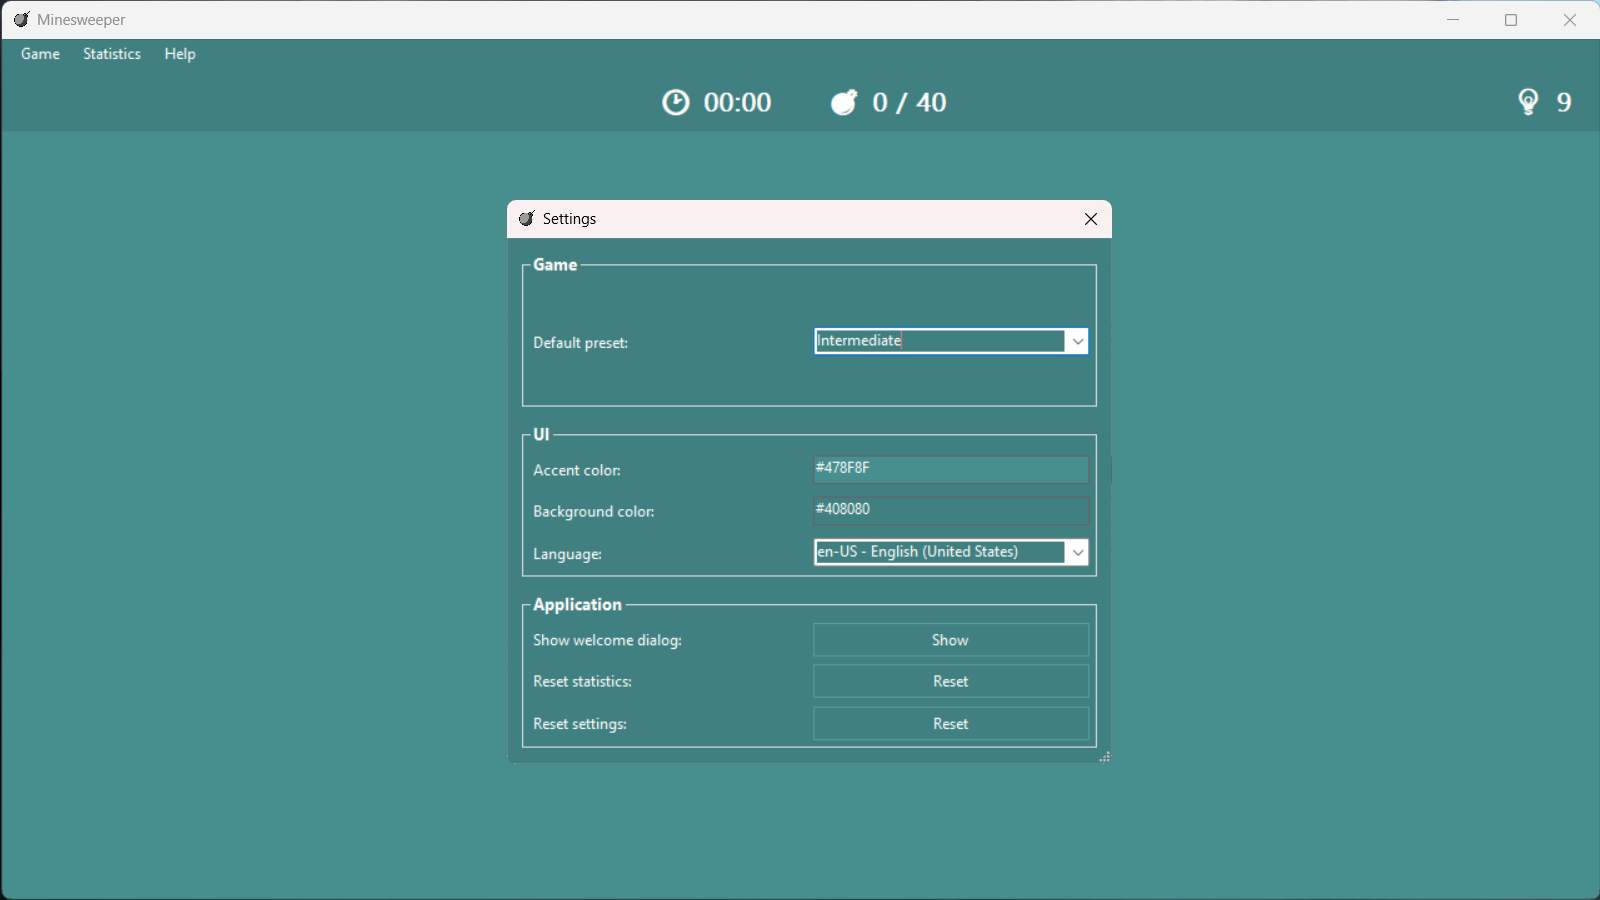 Minesweeper
Game Statistics Help
00:00 0 / 40 9
Settings
Game
Default preset: Intermediate
UI
Accent color: #478F8F
Background color: #408080
Language: en-US - English (United States)
Application
Show welcome dialog: Show
Reset statistics: Reset
Reset settings: Reset